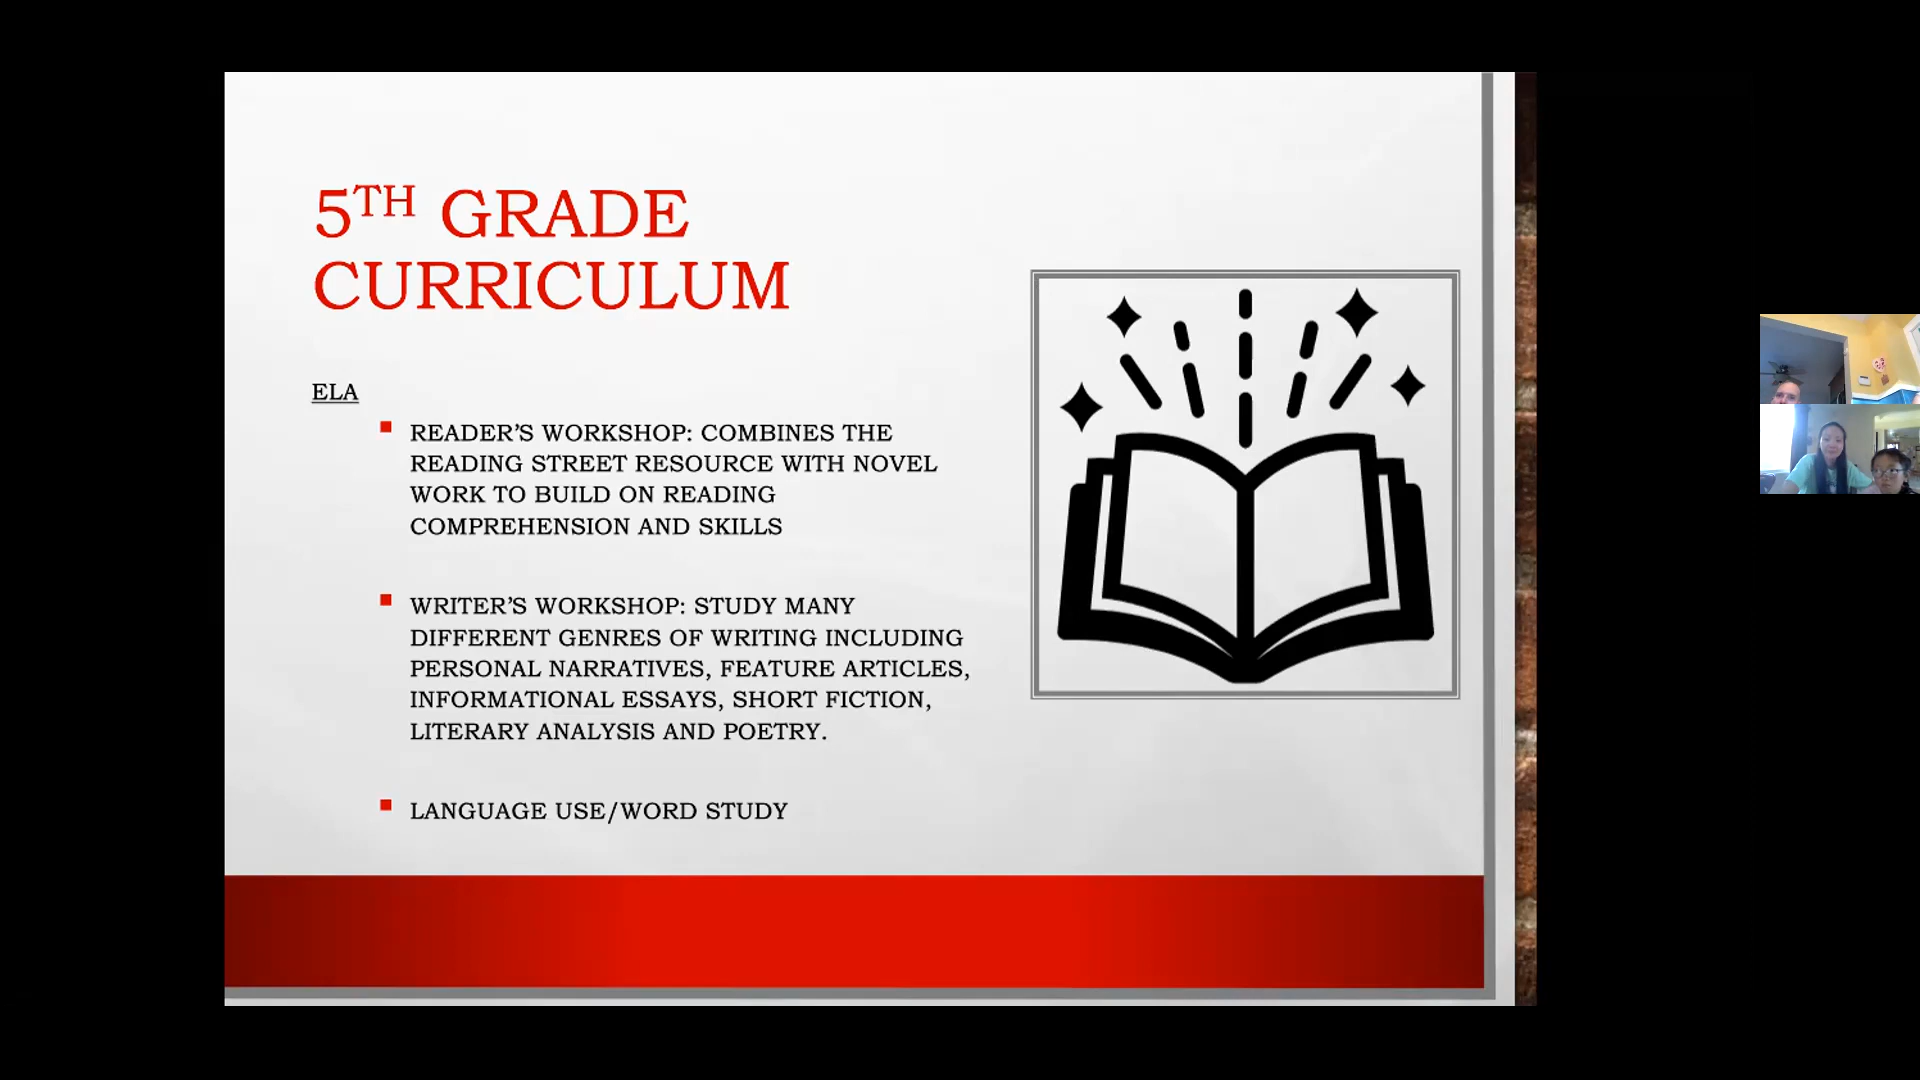 5TH GRADE
CURRICULUM
ELA
READER’S WORKSHOP: COMBINES THE
READING STREET RESOURCE WITH NOVEL
WORK TO BUILD ON READING
COMPREHENSION AND SKILLS
WRITER’S WORKSHOP: STUDY MANY
DIFFERENT GENRES OF WRITING INCLUDING
PERSONAL NARRATIVES, FEATURE ARTICLES,
INFORMATIONAL ESSAYS, SHORT FICTION,
LITERARY ANALYSIS AND POETRY.
LANGUAGE USE/WORD STUDY